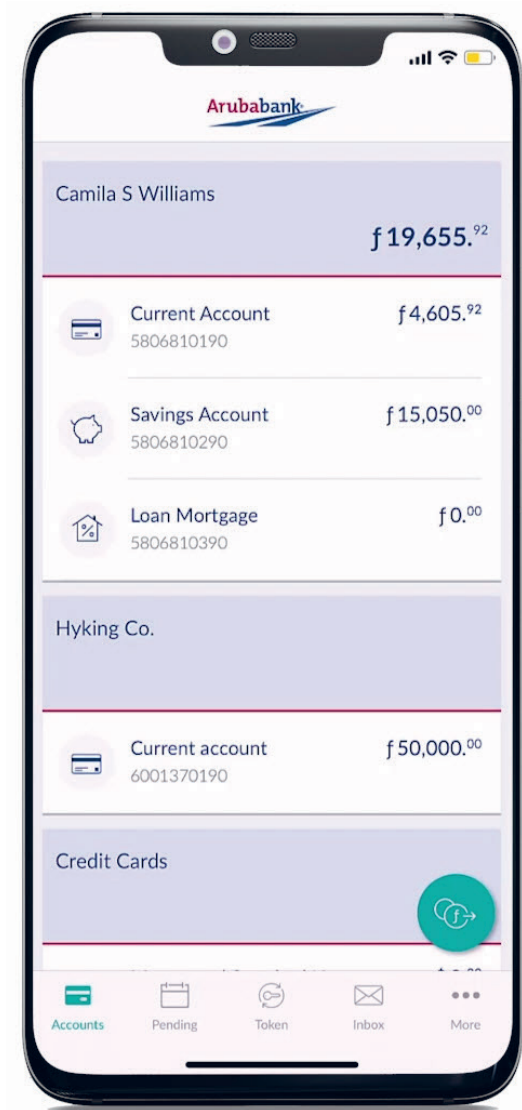 Arubabank
Camila S Williams
ƒ19,655.92
Current Account ƒ4,605.92
5806810190
Savings Account ƒ15,050.00
5806810290
Loan Mortgage ƒ0.00
5806810390
Hyking Co.
Current account ƒ50,000.00
6001370190
Credit Cards
ƒ
Accounts Pending Token Inbox More